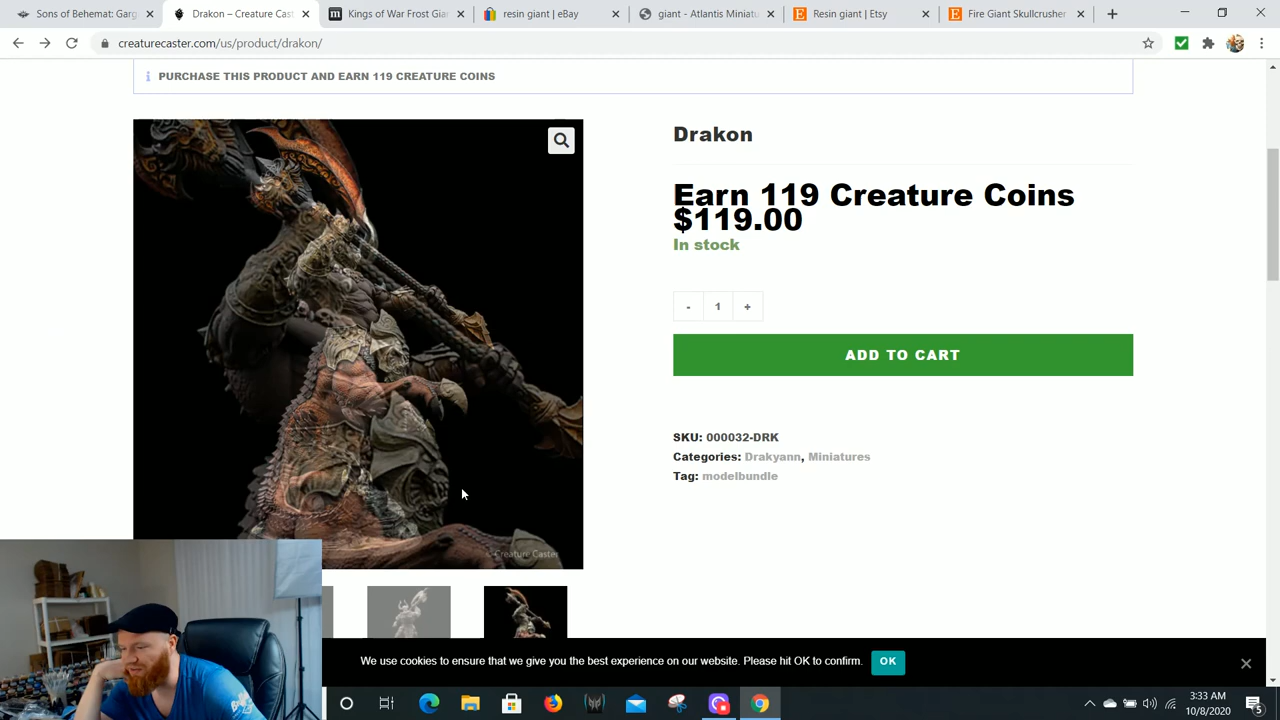 Sons of Behemat: Garg
Drakon – Creature Cast
Kings of War Frost Gia
resin giant | eBay
giant - Atlantis Miniatu
Resin giant | Etsy
Fire Giant Skullcrusher
creaturecaster.com/us/product/drakon/
PURCHASE THIS PRODUCT AND EARN 119 CREATURE COINS
Drakon
Earn 119 Creature Coins
$119.00
In stock
- 1 +
ADD TO CART
SKU: 000032-DRK
Categories: Drakyann, Miniatures
Tag: modelbundle
© Creature Caster
We use cookies to ensure that we give you the best experience on our website. Please hit OK to confirm. OK
3:33 AM
10/8/2020
5